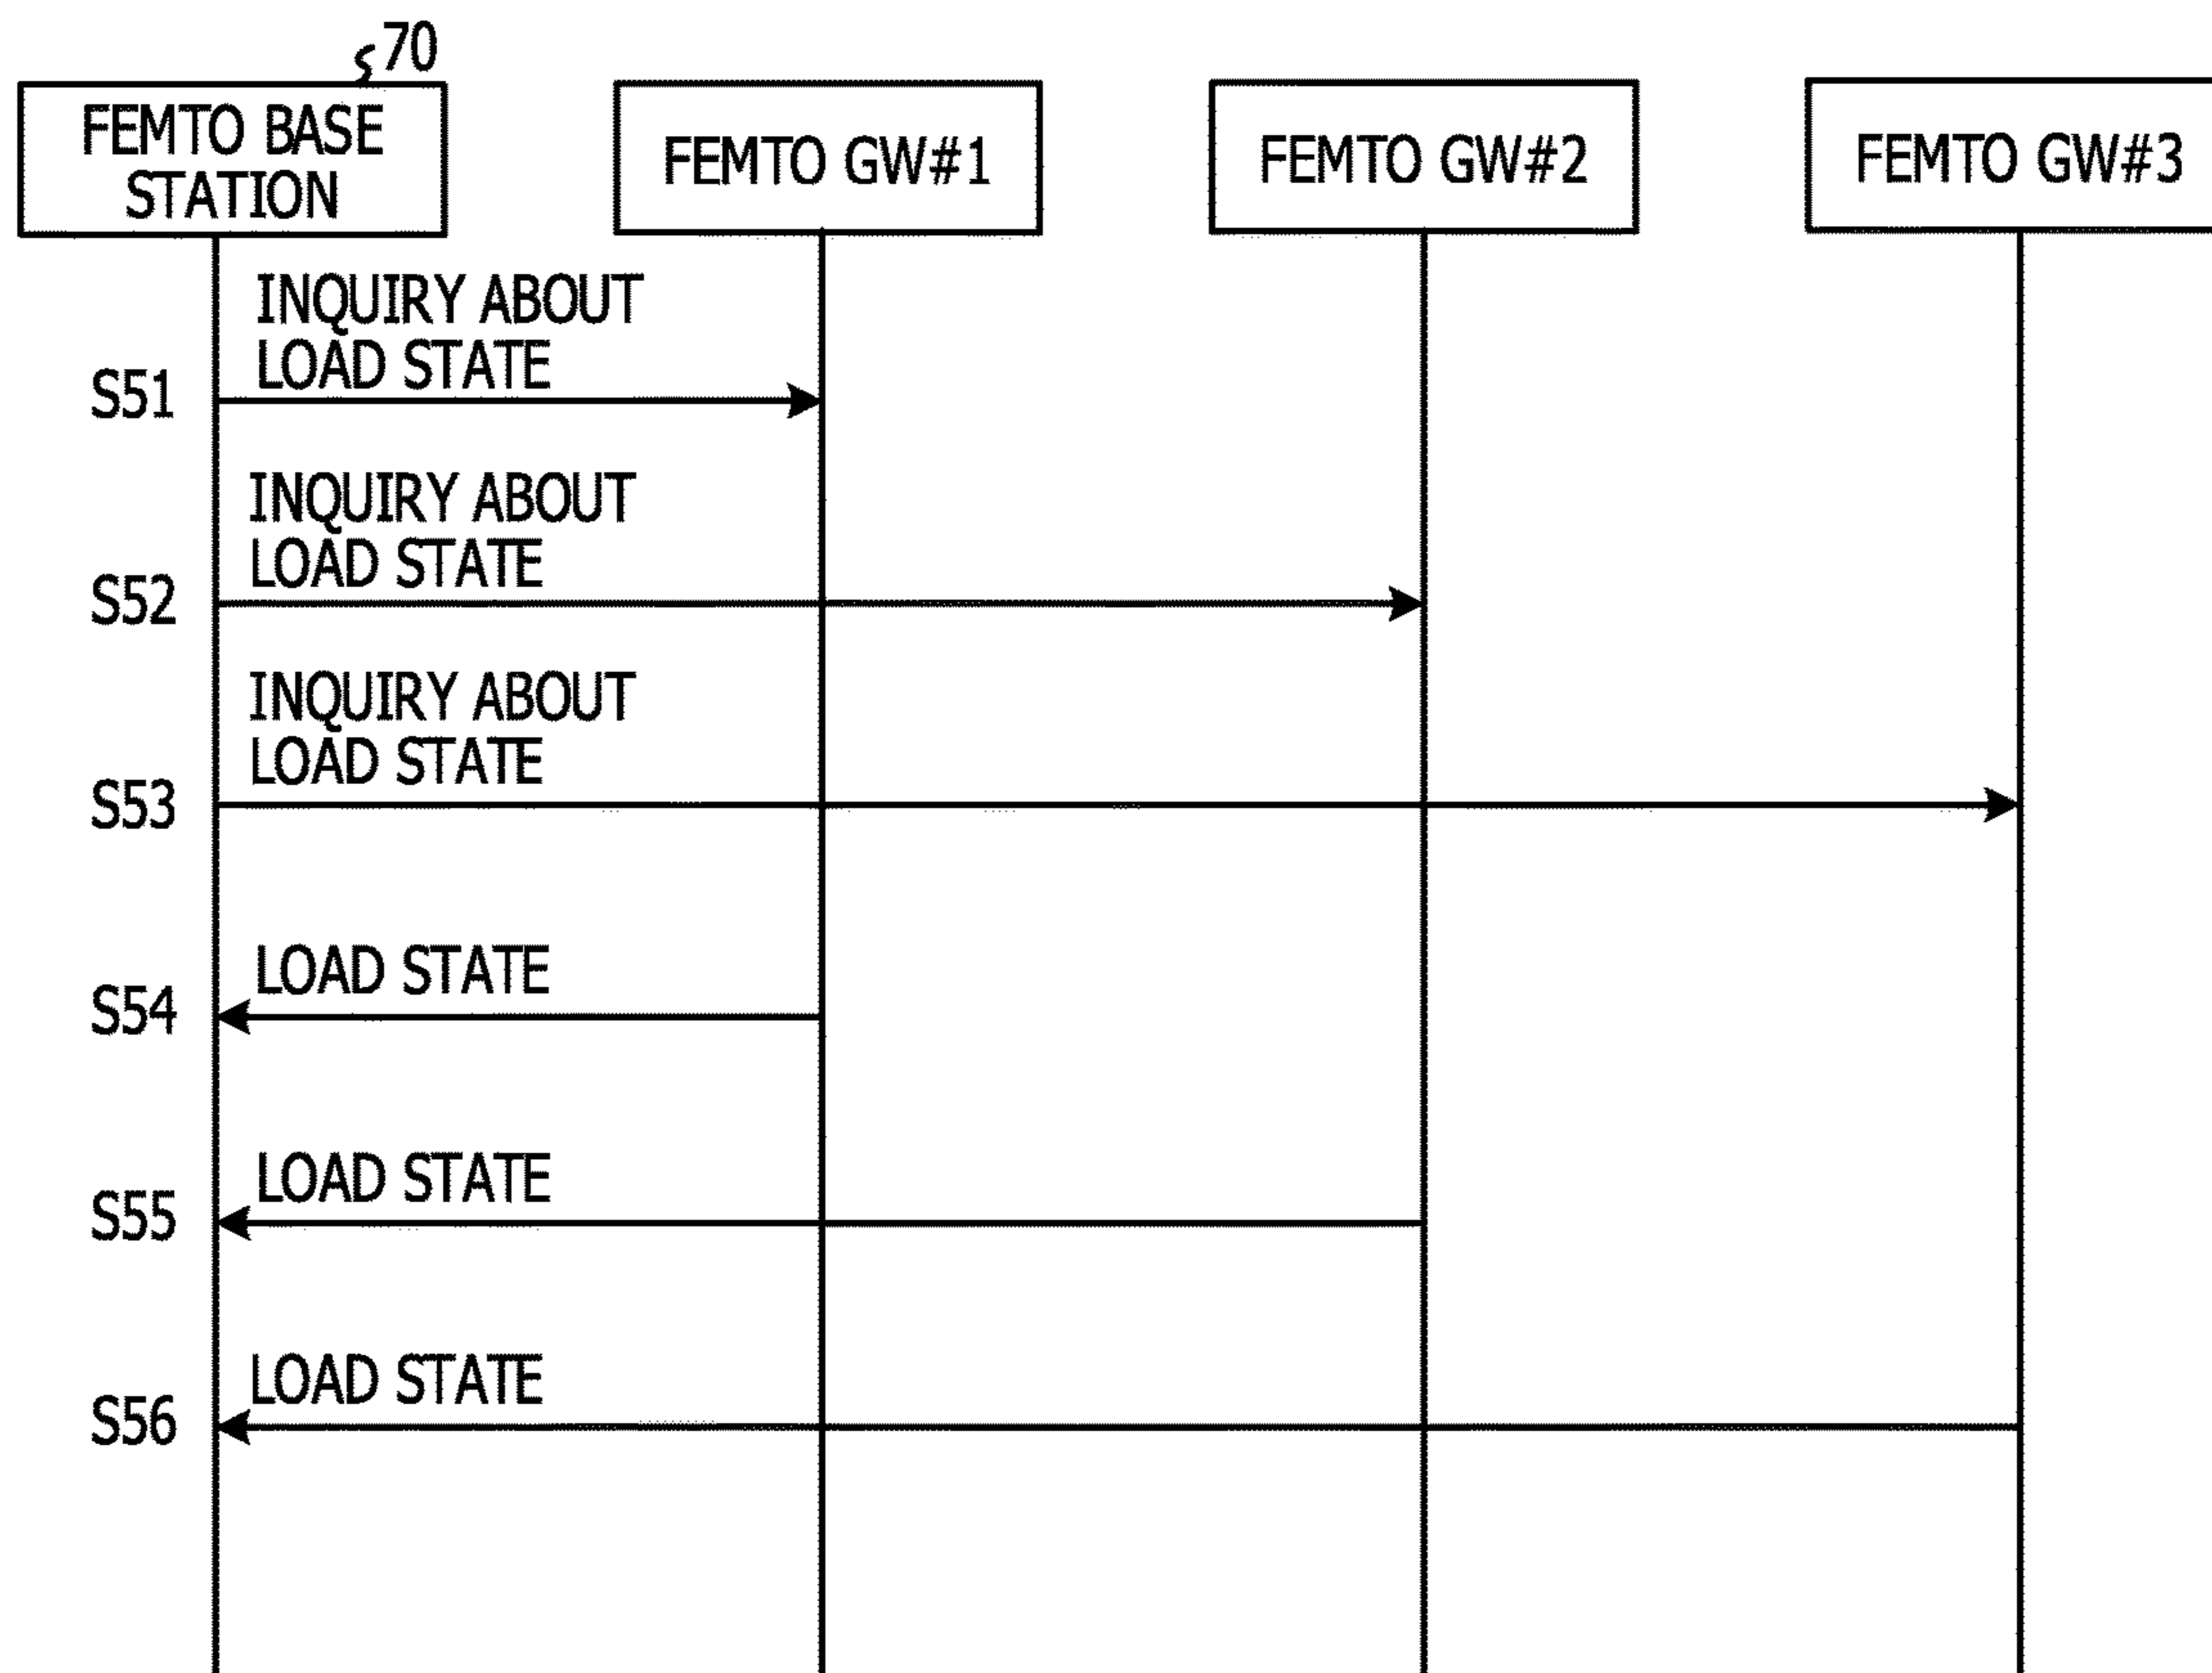 70
FEMTO BASE
STATION
FEMTO GW#1
FEMTO GW#2
FEMTO GW#3
INQUIRY ABOUT
LOAD STATE
S51
INQUIRY ABOUT
LOAD STATE
S52
INQUIRY ABOUT
LOAD STATE
S53
LOAD STATE
S54
LOAD STATE
S55
LOAD STATE
S56